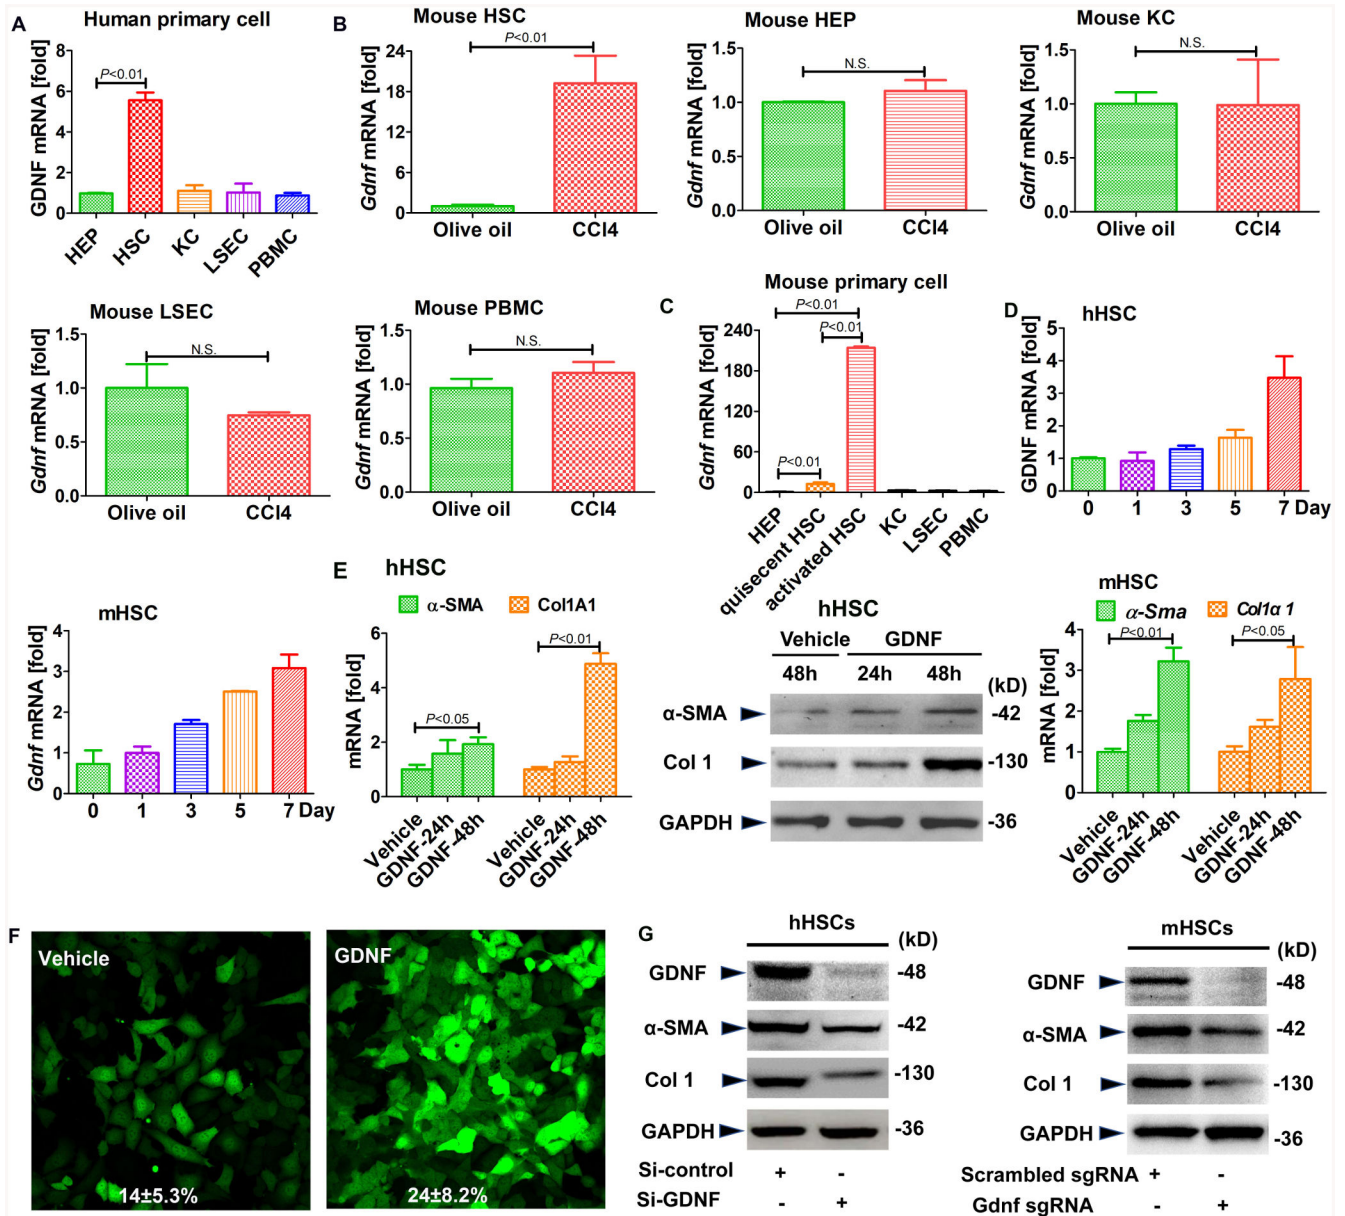 A
Human primary cell
GDNF mRNA [fold]
8
6
4
2
0
P<0.01
HEP
HSC
KC
LSEC
PBMC
B
Mouse HSC
Gdnf mRNA [fold]
24
18
12
6
0
P<0.01
Olive oil
CCl4
Mouse HEP
Gdnf mRNA [fold]
1.5
1.0
0.5
0.0
N.S.
Olive oil
CCl4
Mouse KC
Gdnf mRNA [fold]
1.5
1.0
0.5
0.0
N.S.
Olive oil
CCl4
Mouse LSEC
Gdnf mRNA [fold]
1.5
1.0
0.5
0.0
N.S.
Olive oil
CCl4
Mouse PBMC
Gdnf mRNA [fold]
1.5
1.0
0.5
0.0
N.S.
Olive oil
CCl4
C
Mouse primary cell
Gdnf mRNA [fold]
240
180
120
60
0
P<0.01
P<0.01
P<0.01
HEP
quisecent HSC
activated HSC
KC
LSEC
PBMC
D
hHSC
GDNF mRNA [fold]
5
4
3
2
1
0
0 1 3 5 7 Day
mHSC
Gdnf mRNA [fold]
4
3
2
1
0
0 1 3 5 7 Day
E
hHSC
α-SMA Col1A1
mRNA [fold]
6
4
2
0
P<0.05
P<0.01
Vehicle
GDNF-24h
GDNF-48h
Vehicle
GDNF-24h
GDNF-48h
hHSC
Vehicle GDNF
48h 24h 48h (kD)
α-SMA -42
Col 1 -130
GAPDH -36
mHSC
α-Sma Col1α 1
mRNA [fold]
4
3
2
1
0
P<0.01
P<0.05
Vehicle
GDNF-24h
GDNF-48h
Vehicle
GDNF-24h
GDNF-48h
F
Vehicle
14±5.3%
GDNF
24±8.2%
G
hHSCs
(kD)
GDNF -48
α-SMA -42
Col 1 -130
GAPDH -36
Si-control + -
Si-GDNF - +
mHSCs
(kD)
GDNF -48
α-SMA -42
Col 1 -130
GAPDH -36
Scrambled sgRNA + -
Gdnf sgRNA - +